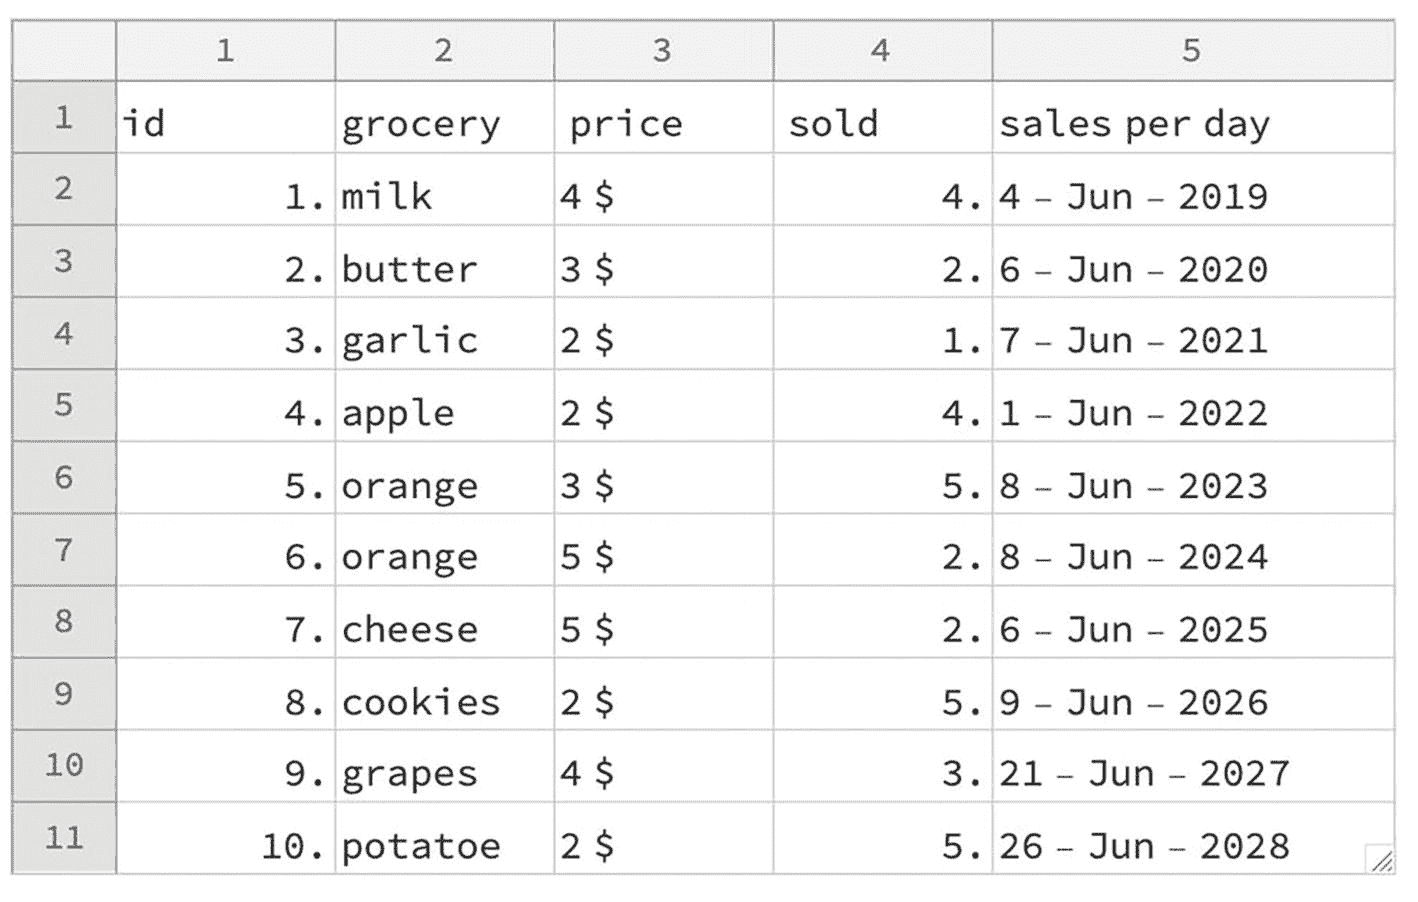 1 2 3 4 5
1 id grocery price sold sales per day
2 1. milk 4 $ 4. 4 – Jun – 2019
3 2. butter 3 $ 2. 6 – Jun – 2020
4 3. garlic 2 $ 1. 7 – Jun – 2021
5 4. apple 2 $ 4. 1 – Jun – 2022
6 5. orange 3 $ 5. 8 – Jun – 2023
7 6. orange 5 $ 2. 8 – Jun – 2024
8 7. cheese 5 $ 2. 6 – Jun – 2025
9 8. cookies 2 $ 5. 9 – Jun – 2026
10 9. grapes 4 $ 3. 21 – Jun – 2027
11 10. potatoe 2 $ 5. 26 – Jun – 2028